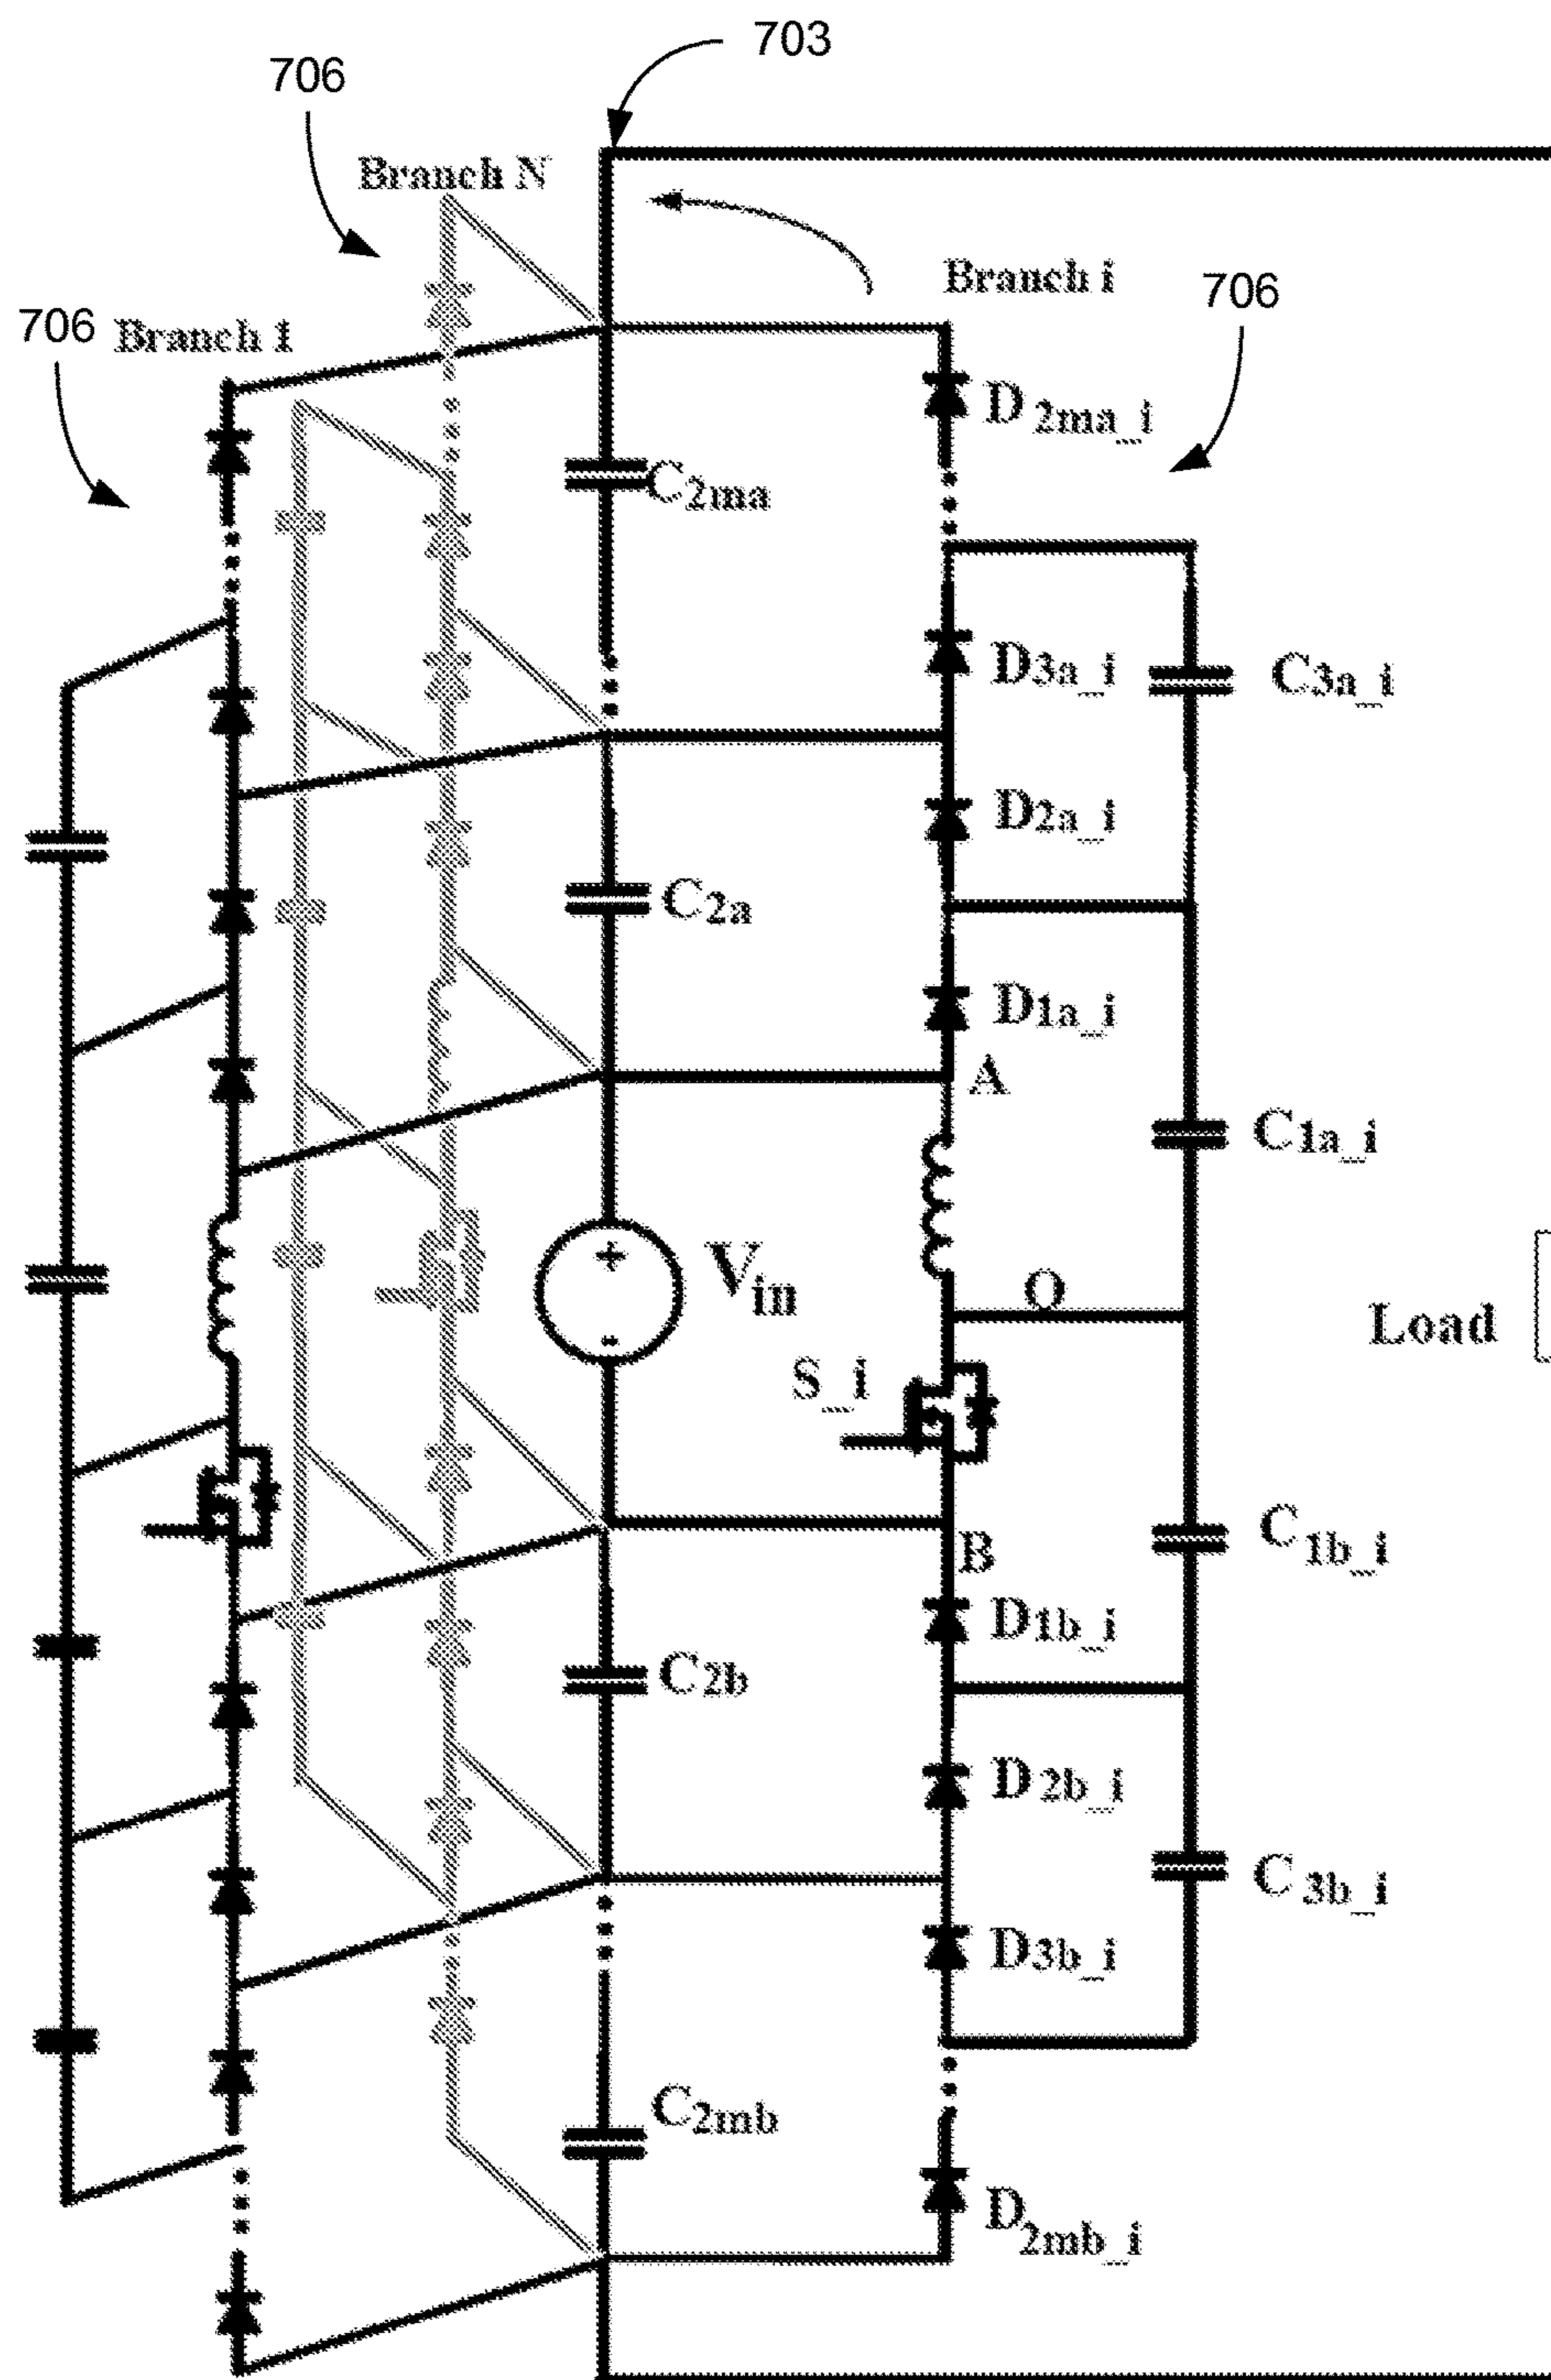 703
706
Branch N
Branch i
706
706
Branch 1
D2ma_i
C2ma
D3a_i
C3a_i
D2a_i
C2a
D1a_i
A
C1a_i
+
Vin
O
-
Load
S_i
B
C1b_i
D1b_i
C2b
D2b_i
C3b_i
D3b_i
C2mb
D2mb_i